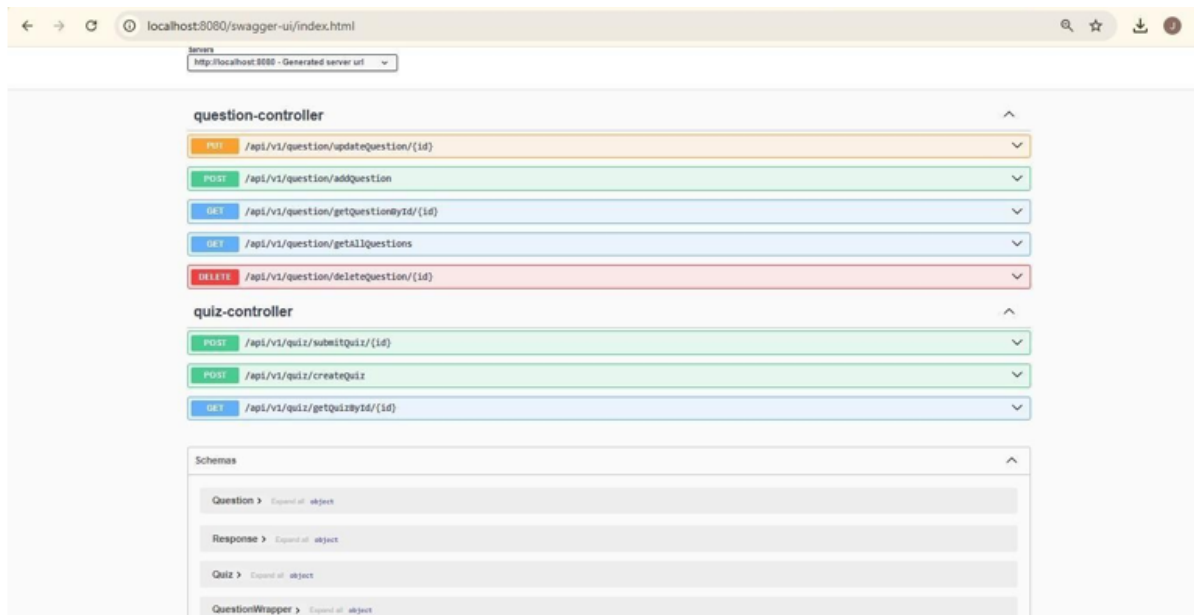 localhost:8080/swagger-ui/index.html
J
Servers
http://localhost:8080 - Generated server url
question-controller
PUT /api/v1/question/updateQuestion/{id}
POST /api/v1/question/addQuestion
GET /api/v1/question/getQuestionById/{id}
GET /api/v1/question/getAllQuestions
DELETE /api/v1/question/deleteQuestion/{id}
quiz-controller
POST /api/v1/quiz/submitQuiz/{id}
POST /api/v1/quiz/createQuiz
GET /api/v1/quiz/getQuizById/{id}
Schemas
Question Expand all object
Response Expand all object
Quiz Expand all object
QuestionWrapper Expand all object